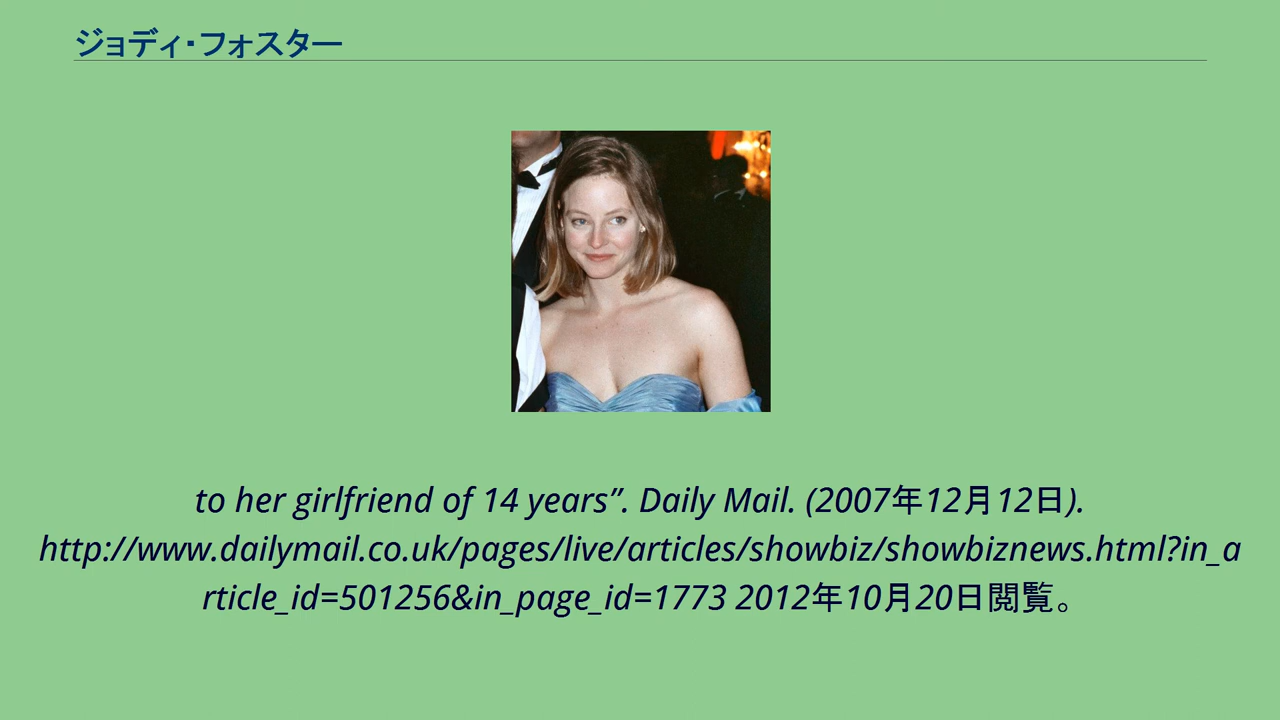 ジョディ・フォスター
to her girlfriend of 14 years”. Daily Mail. (2007年12月12日).
http://www.dailymail.co.uk/pages/live/articles/showbiz/showbiznews.html?in_a
rticle_id=501256&in_page_id=1773 2012年10月20日閲覧。